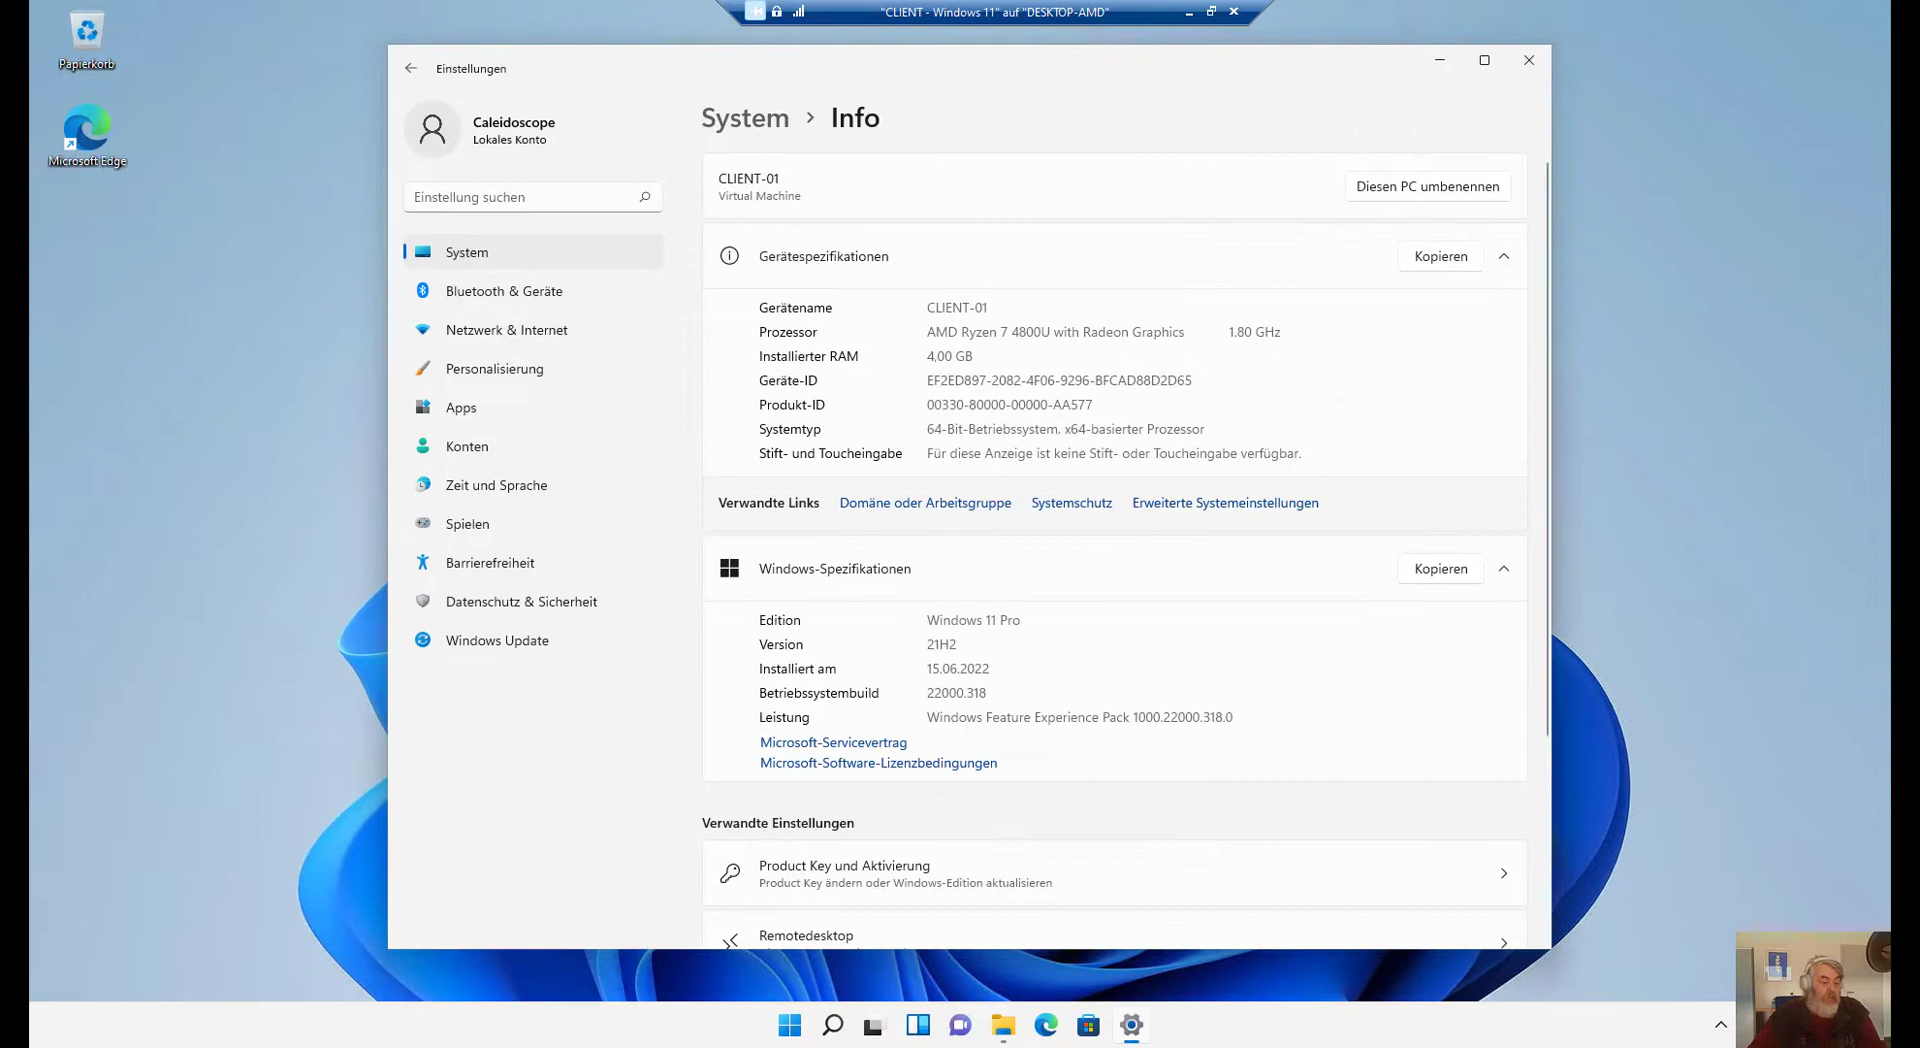 "CLIENT - Windows 11" auf "DESKTOP-AMD"
Papierkorb
Microsoft Edge
Einstellungen
Caleidoscope
Lokales Konto
Einstellung suchen
System
Bluetooth & Geräte
Netzwerk & Internet
Personalisierung
Apps
Konten
Zeit und Sprache
Spielen
Barrierefreiheit
Datenschutz & Sicherheit
Windows Update
System > Info
CLIENT-01
Virtual Machine
Diesen PC umbenennen
Gerätespezifikationen
Kopieren
Gerätename CLIENT-01
Prozessor AMD Ryzen 7 4800U with Radeon Graphics 1.80 GHz
Installierter RAM 4,00 GB
Geräte-ID EF2ED897-2082-4F06-9296-BFCAD88D2D65
Produkt-ID 00330-80000-00000-AA577
Systemtyp 64-Bit-Betriebssystem, x64-basierter Prozessor
Stift- und Toucheingabe Für diese Anzeige ist keine Stift- oder Toucheingabe verfügbar.
Verwandte Links Domäne oder Arbeitsgruppe Systemschutz Erweiterte Systemeinstellungen
Windows-Spezifikationen
Kopieren
Edition Windows 11 Pro
Version 21H2
Installiert am 15.06.2022
Betriebssystembuild 22000.318
Leistung Windows Feature Experience Pack 1000.22000.318.0
Microsoft-Servicevertrag
Microsoft-Software-Lizenzbedingungen
Verwandte Einstellungen
Product Key und Aktivierung
Product Key ändern oder Windows-Edition aktualisieren
Remotedesktop